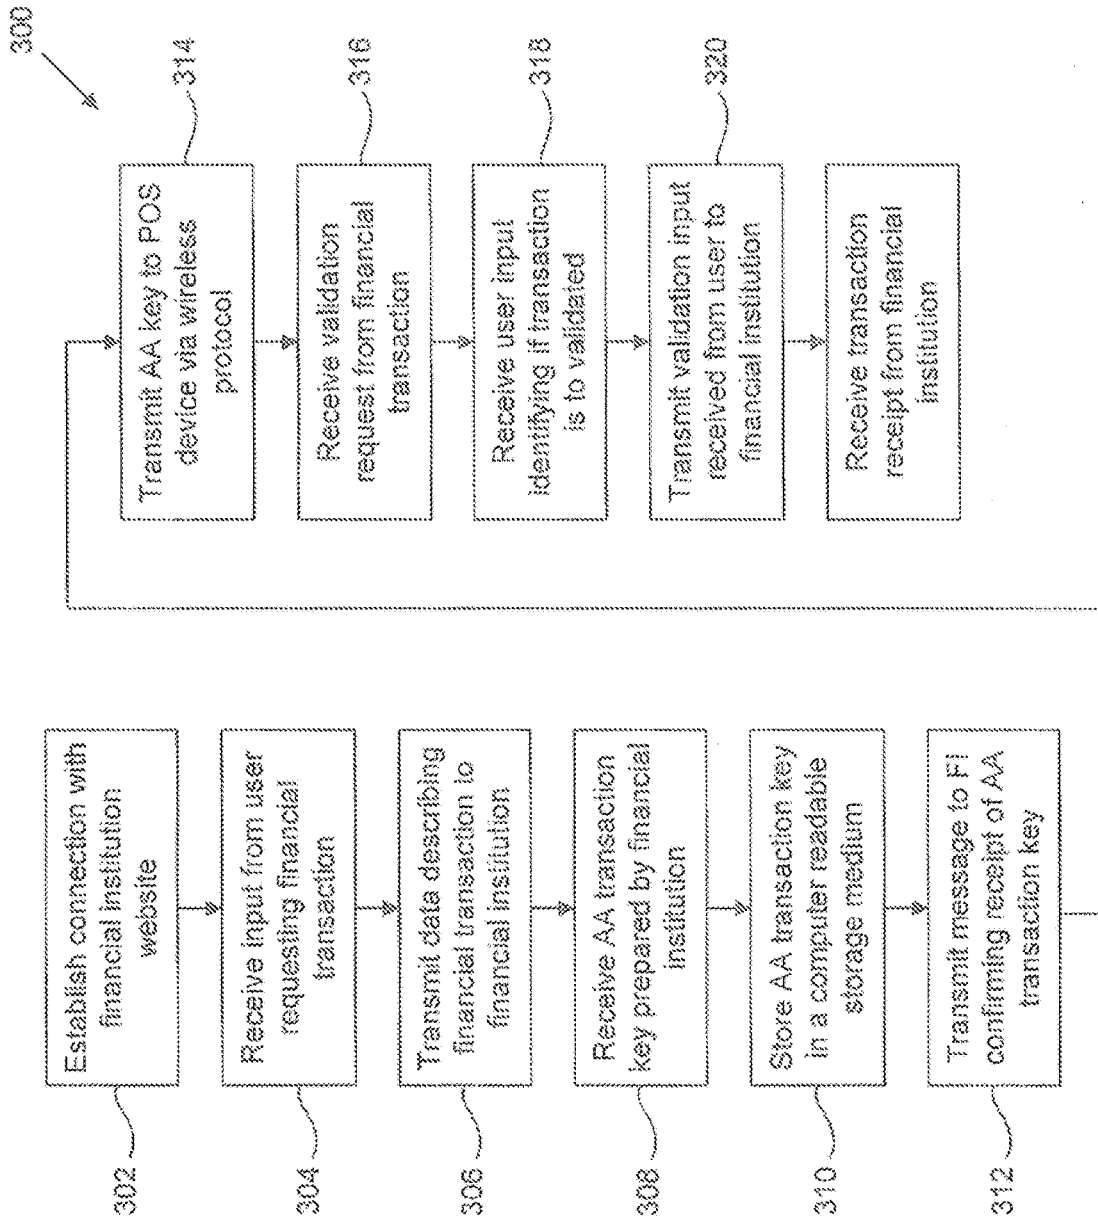 300
302
Establish connection with
financial institution
website
304
Receive input from user
requesting financial
transaction
306
Transmit data describing
financial transaction to
financial institution
308
Receive AA transaction
key prepared by financial
institution
310
Store AA transaction key
in a computer readable
storage medium
312
Transmit message to FI
confirming receipt of AA
transaction key
Transmit AA key to POS
device via wireless
protocol
314
Receive validation
request from financial
transaction
316
Receive user input
identifying if transaction
is to validated
318
Transmit validation input
received from user to
financial institution
320
Receive transaction
receipt from financial
institution